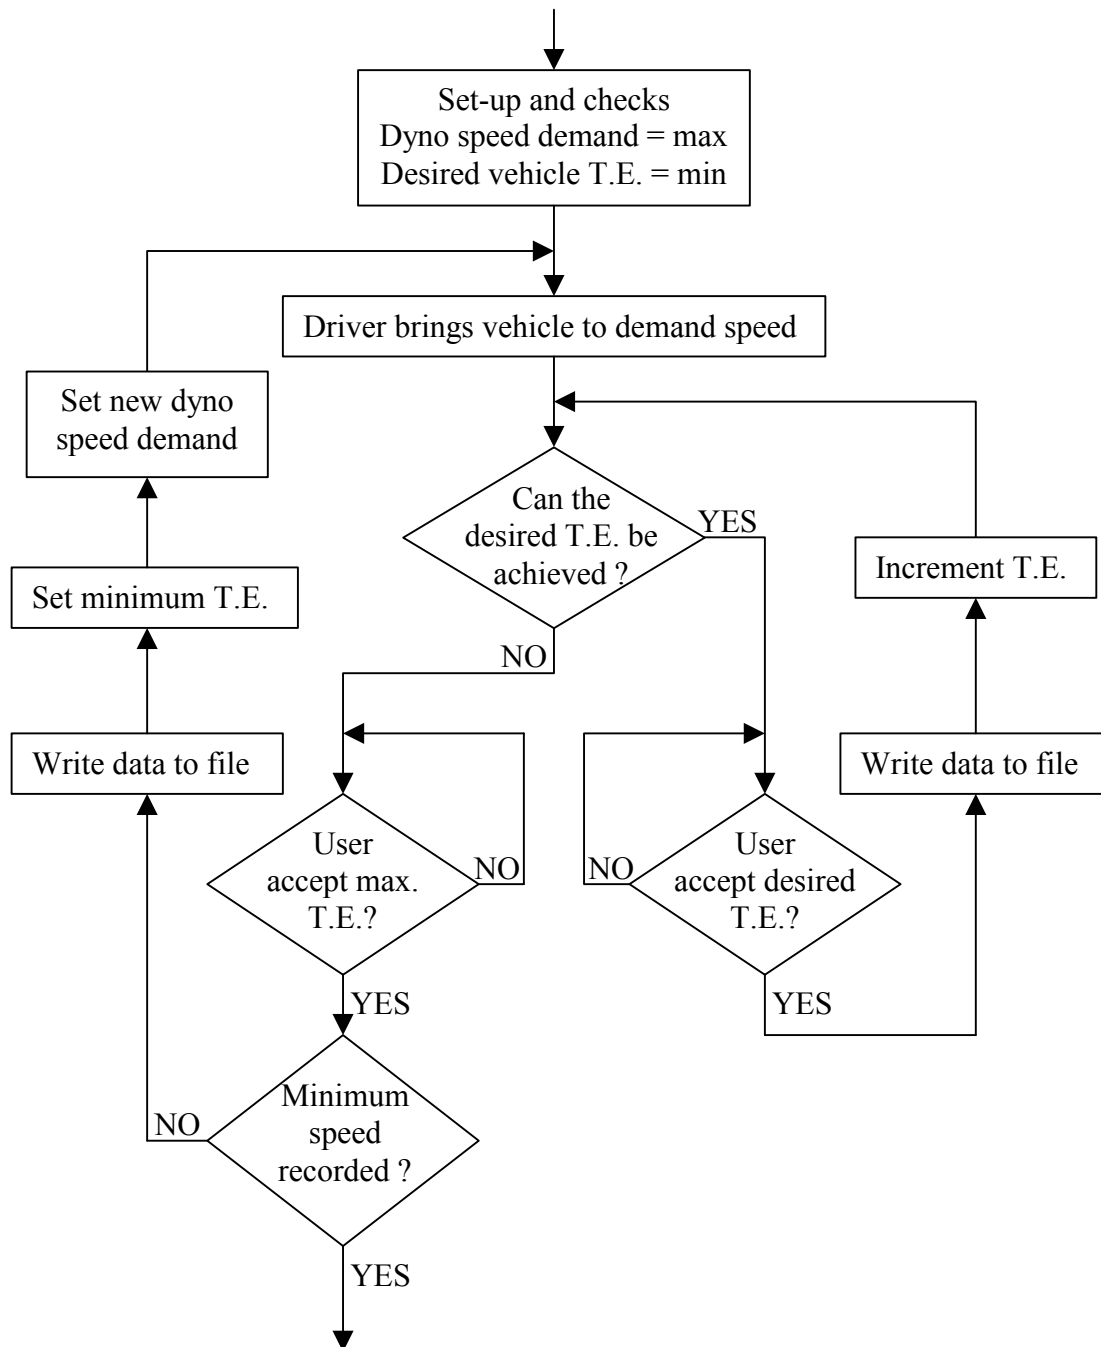 Set-up and checks
Dyno speed demand = max
Desired vehicle T.E. = min
Driver brings vehicle to demand speed
Set new dyno
speed demand
Can the
desired T.E. be
achieved ?
YES
NO
Increment T.E.
Set minimum T.E.
Write data to file
Write data to file
User
accept max.
T.E.?
NO
YES
User
accept desired
T.E.?
NO
YES
Minimum
speed
recorded ?
NO
YES